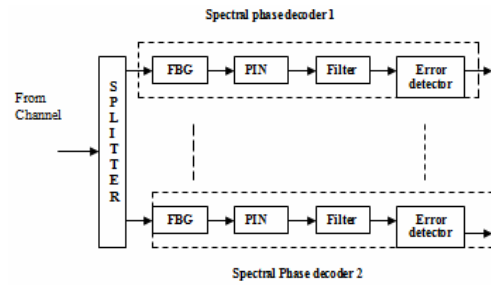 Spectral phase decoder 1
From
Channel
SPLITTER
FBG
PIN
Filter
Error
detector
FBG
PIN
Filter
Error
detector
Spectral Phase decoder 2